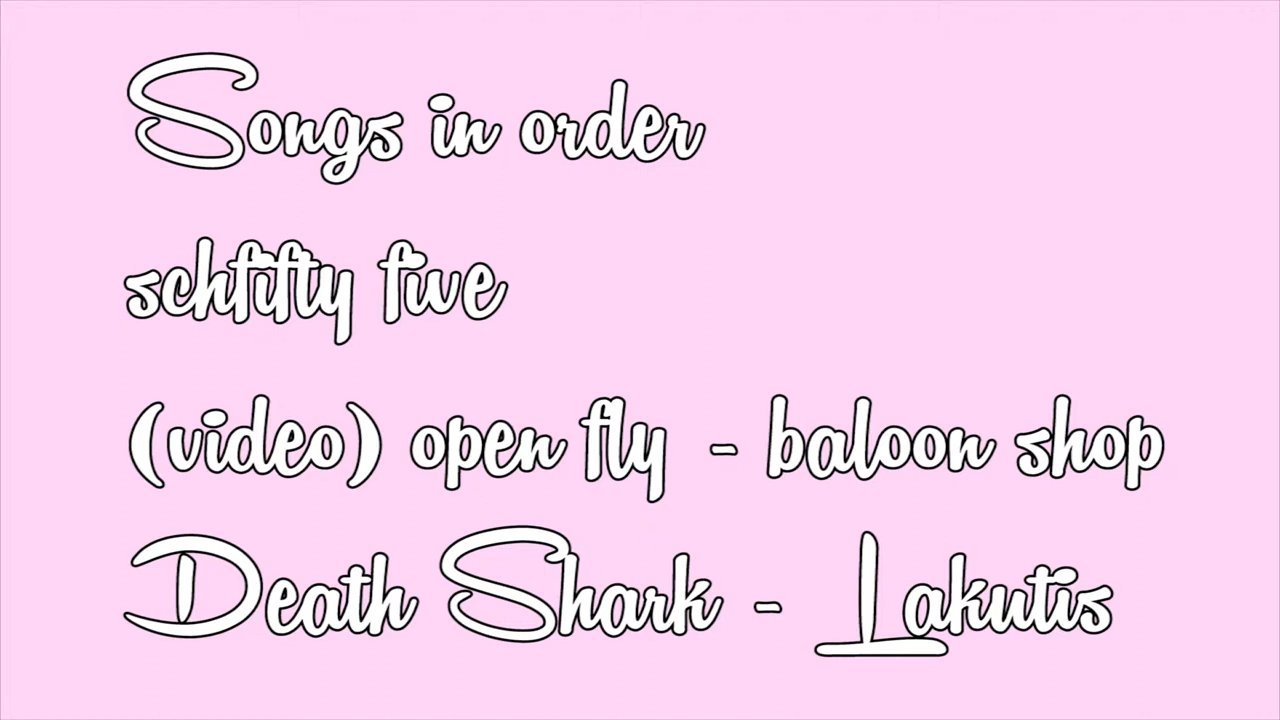 Songs in order
schfifty five
(video) open fly - baloon shop
Death Shark - Lakutis